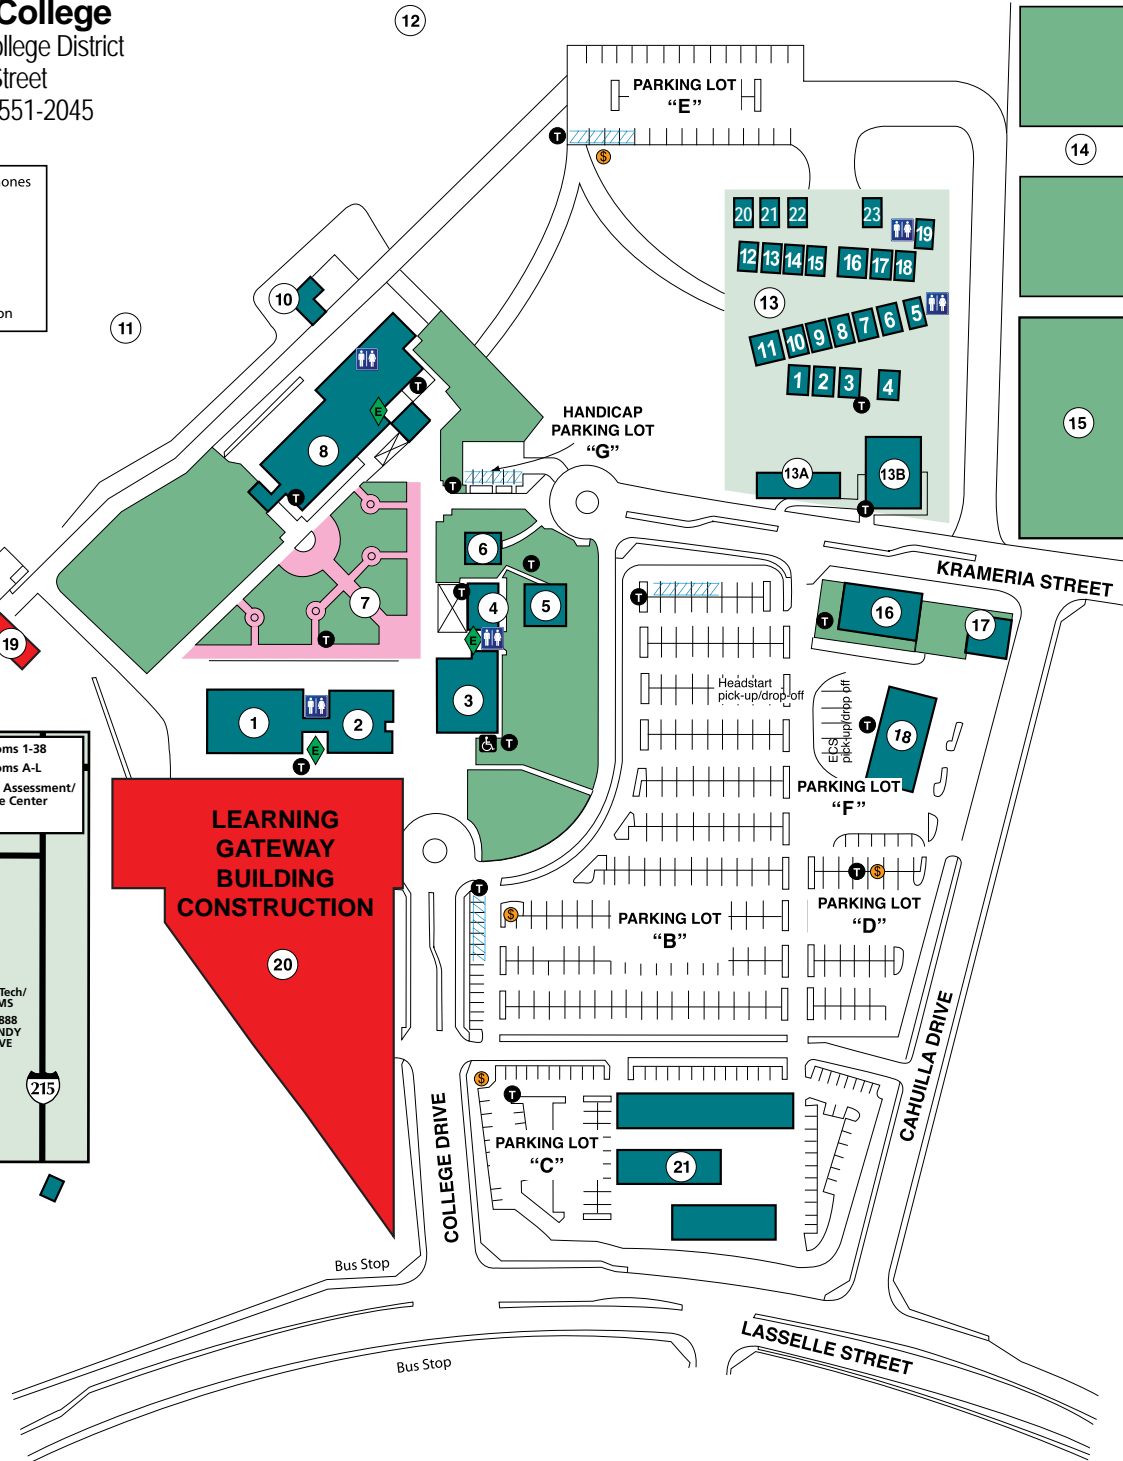 College
ollege District
Street
551-2045
ones
on
12
PARKING LOT
“E”
T
$
14
20 21 22 23 19
12 13 14 15 16 17 18
13
11 10 9 8 7 6 5
1 2 3 4
T
10
11
T
E
8
T
HANDICAP
PARKING LOT
“G”
T
15
13A
13B
T
KRAMERIA STREET
6
T
T
4
5
7
T
E
3
T
T
T
16
17
19
1
2
E
T
Headstart
pick-up/drop-off
ECS
pick-up/drop off
T
18
PARKING LOT
“F”
oms 1-38
oms A-L
Assessment/
e Center
LEARNING
GATEWAY
BUILDING
CONSTRUCTION
20
T
$
PARKING LOT
“B”
T
$
PARKING LOT
“D”
Tech/
MS
888
NDY
VE
215
CAHUILLA DRIVE
COLLEGE DRIVE
$
T
PARKING LOT
“C”
21
Bus Stop
Bus Stop
LASSELLE STREET